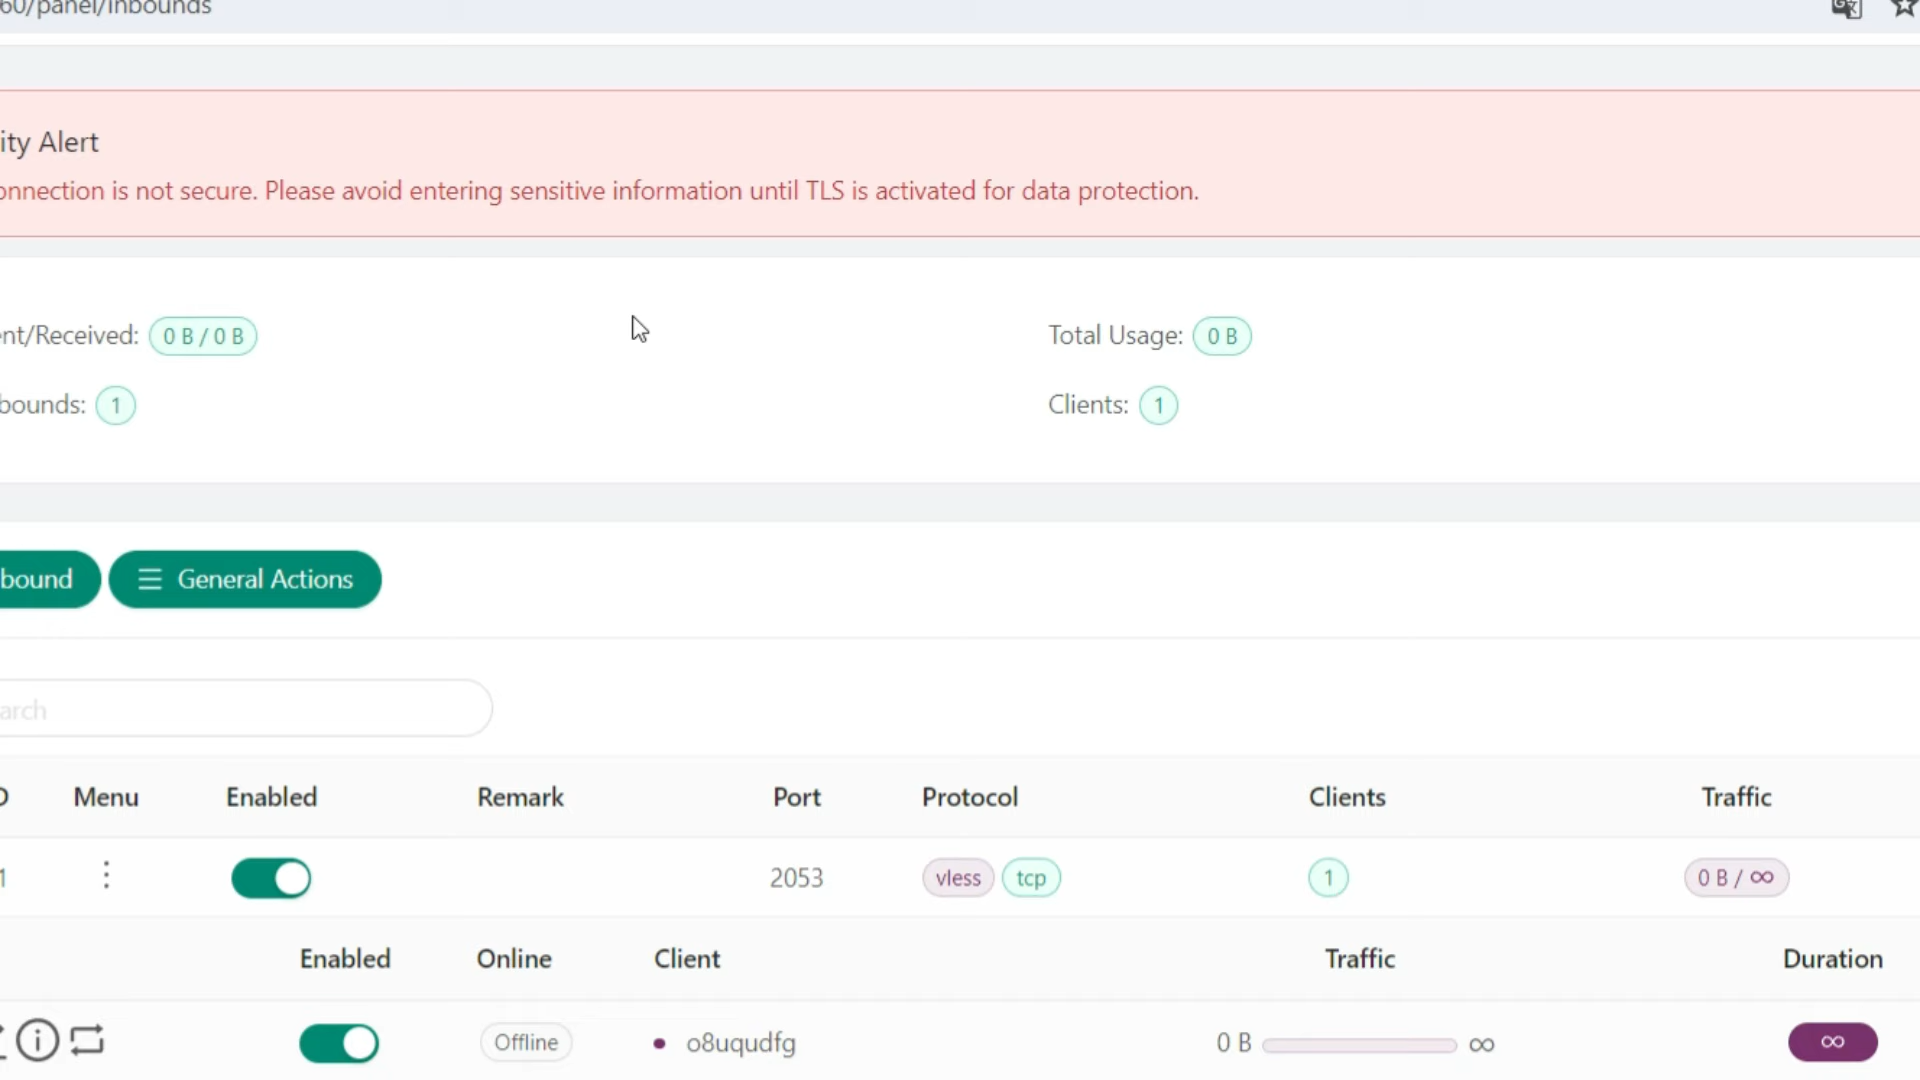 60/panel/inbounds
ity Alert
onnection is not secure. Please avoid entering sensitive information until TLS is activated for data protection.
ent/Received: 0 B / 0 B
Total Usage: 0 B
bounds: 1
Clients: 1
bound
General Actions
arch
Menu Enabled Remark Port Protocol Clients Traffic
1 2053 vless tcp 1 0 B / ∞
Enabled Online Client Traffic Duration
Offline o8uqudfg 0 B ∞ ∞